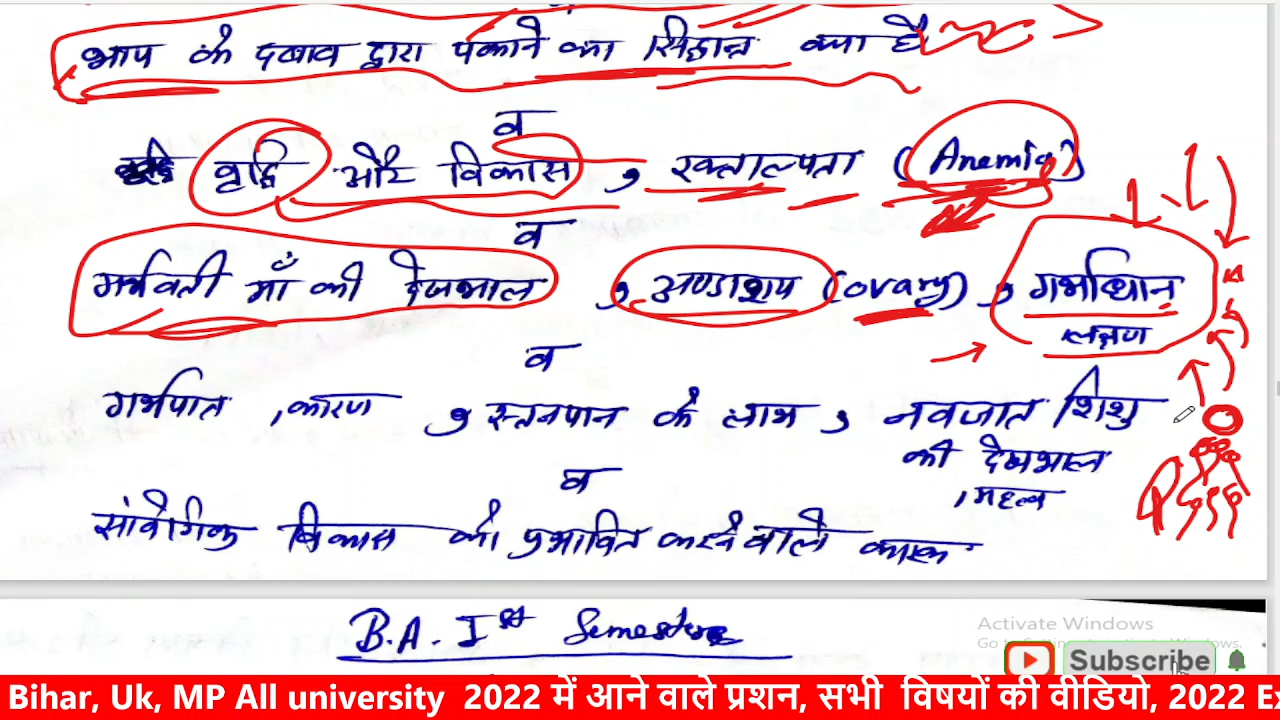 भाप के दबाव द्वारा पकाने का सिद्धान्त क्या है
व
वृद्धि और विकास , रक्ताल्पता ( Anemia )
व
गर्भवती माँ की देखभाल , अण्डाशय (ovary) , गर्भाधान
लक्षण
व
गर्भपात , कारण , स्तनपान के लाभ , नवजात शिशु
की देखभाल
, महत्व
व
सांवेगिक विकास को प्रभावित करने वाले कारक
B.A. Ist Semester
Activate Windows
Subscribe
Bihar, Uk, MP All university 2022 में आने वाले प्रशन, सभी विषयों की वीडियो, 2022 Ex